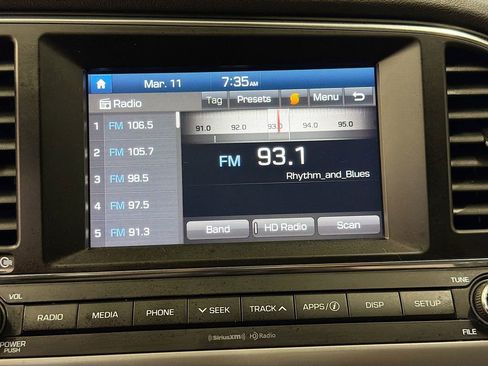 Mar. 11 7:35AM
Radio Tag Presets Menu
1 FM 106.5
2 FM 105.7
3 FM 98.5
4 FM 97.5
5 FM 91.3
91.0 92.0 93.0 94.0 95.0
FM 93.1
Rhythm_and_Blues
Band HD Radio Scan
VOL TUNE
RADIO MEDIA PHONE SEEK TRACK APPS/ DISP SETUP
POWER PUSH
FILE
SiriusXM HD Radio